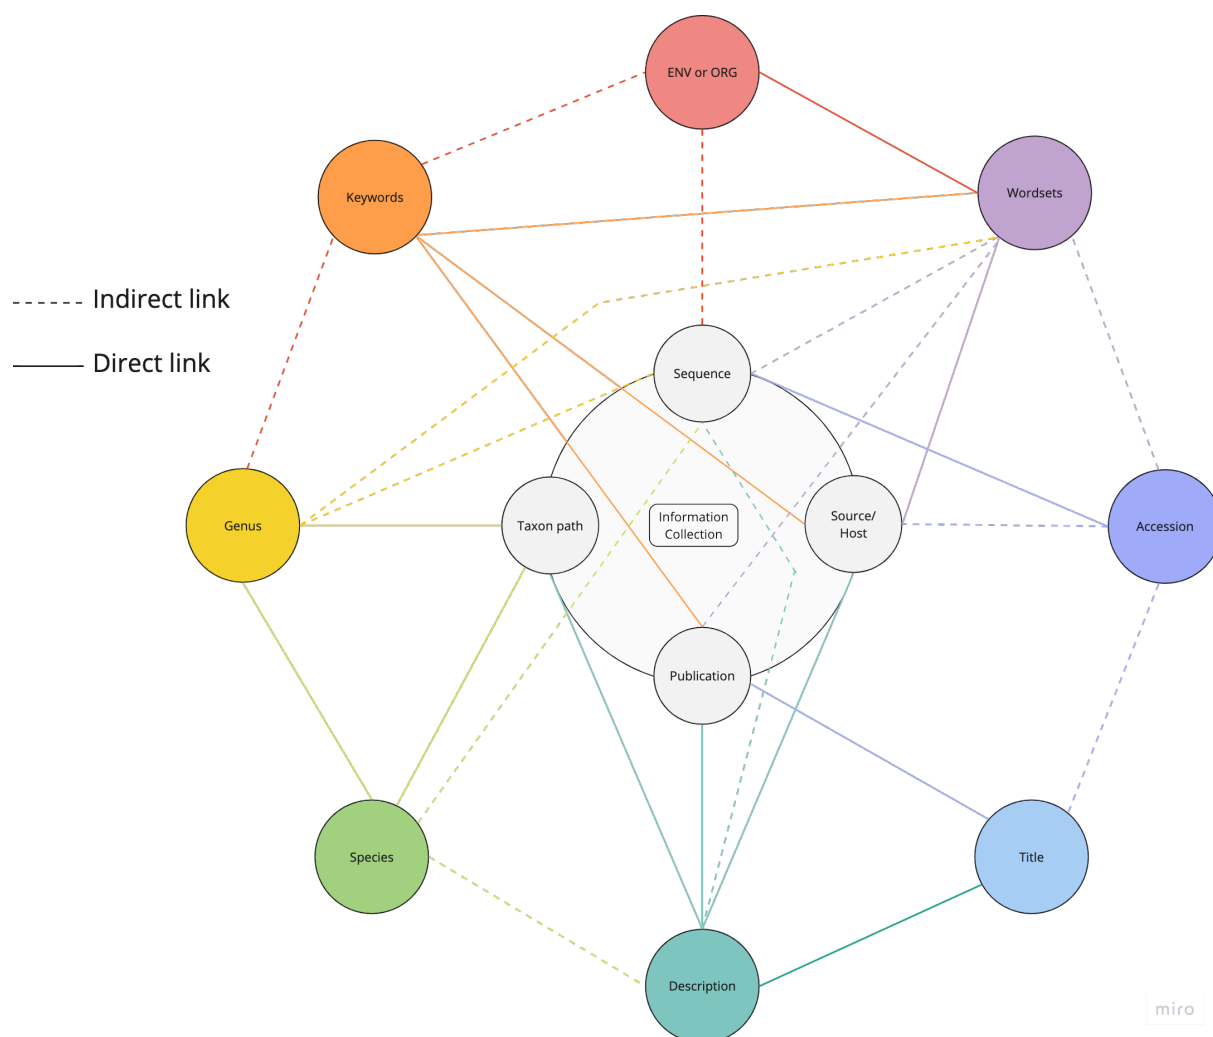 ENV or ORG
Keywords
Wordsets
Indirect link
Direct link
Sequence
Genus
Taxon path
Information
Collection
Source/
Host
Accession
Publication
Species
Title
Description
miro